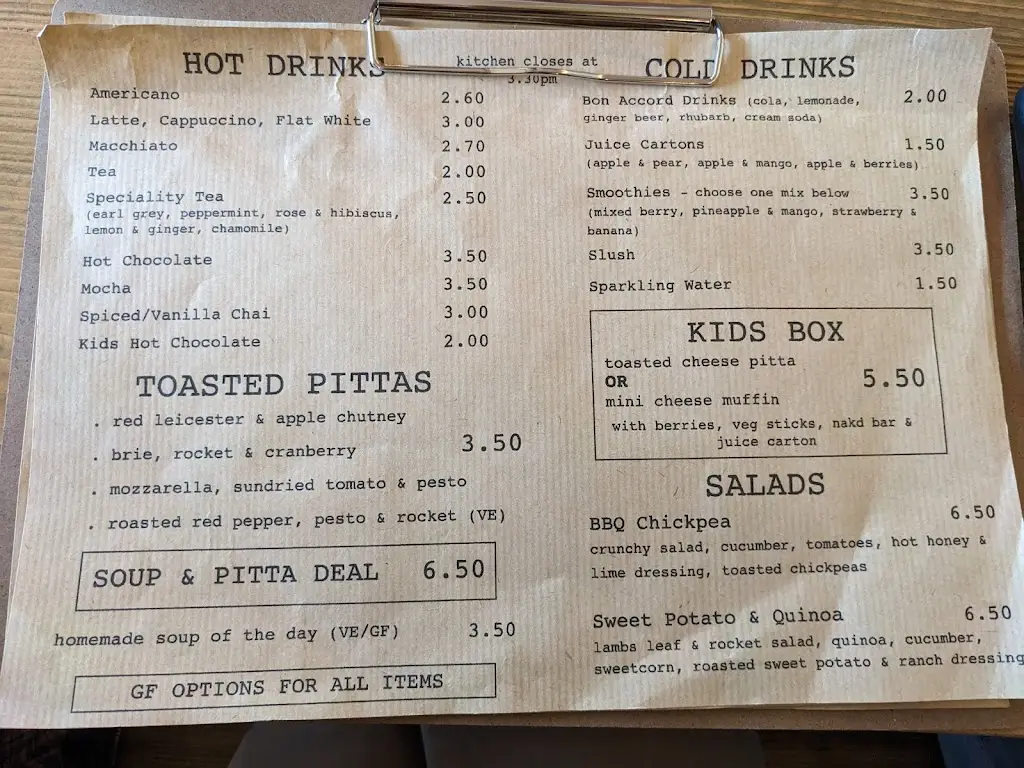 HOT DRINKS
kitchen closes at
3.30pm
Americano 2.60
Latte, Cappuccino, Flat White 3.00
Macchiato 2.70
Tea 2.00
Speciality Tea 2.50
(earl grey, peppermint, rose & hibiscus,
lemon & ginger, chamomile)
Hot Chocolate 3.50
Mocha 3.50
Spiced/Vanilla Chai 3.00
Kids Hot Chocolate 2.00
TOASTED PITTAS
. red leicester & apple chutney
. brie, rocket & cranberry 3.50
. mozzarella, sundried tomato & pesto
. roasted red pepper, pesto & rocket (VE)
SOUP & PITTA DEAL 6.50
homemade soup of the day (VE/GF) 3.50
GF OPTIONS FOR ALL ITEMS
COLD DRINKS
Bon Accord Drinks (cola, lemonade, 2.00
ginger beer, rhubarb, cream soda)
Juice Cartons 1.50
(apple & pear, apple & mango, apple & berries)
Smoothies - choose one mix below 3.50
(mixed berry, pineapple & mango, strawberry &
banana)
Slush 3.50
Sparkling Water 1.50
KIDS BOX
toasted cheese pitta
OR 5.50
mini cheese muffin
with berries, veg sticks, nakd bar &
juice carton
SALADS
BBQ Chickpea 6.50
crunchy salad, cucumber, tomatoes, hot honey &
lime dressing, toasted chickpeas
Sweet Potato & Quinoa 6.50
lambs leaf & rocket salad, quinoa, cucumber,
sweetcorn, roasted sweet potato & ranch dressing